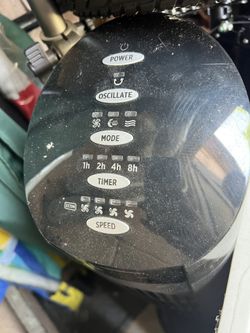 POWER
OSCILLATE
MODE
1h 2h 4h 8h
TIMER
SPEED